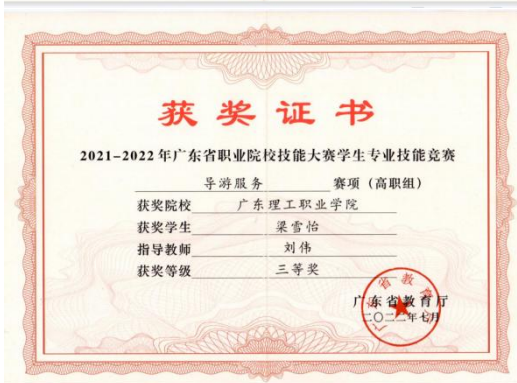 获奖证书
2021-2022年广东省职业院校技能大赛学生专业技能竞赛
导游服务 赛项（高职组）
获奖院校 广东理工职业学院
获奖学生 梁雪怡
指导教师 刘伟
获奖等级 三等奖
广东省教育厅
二〇二二年七月